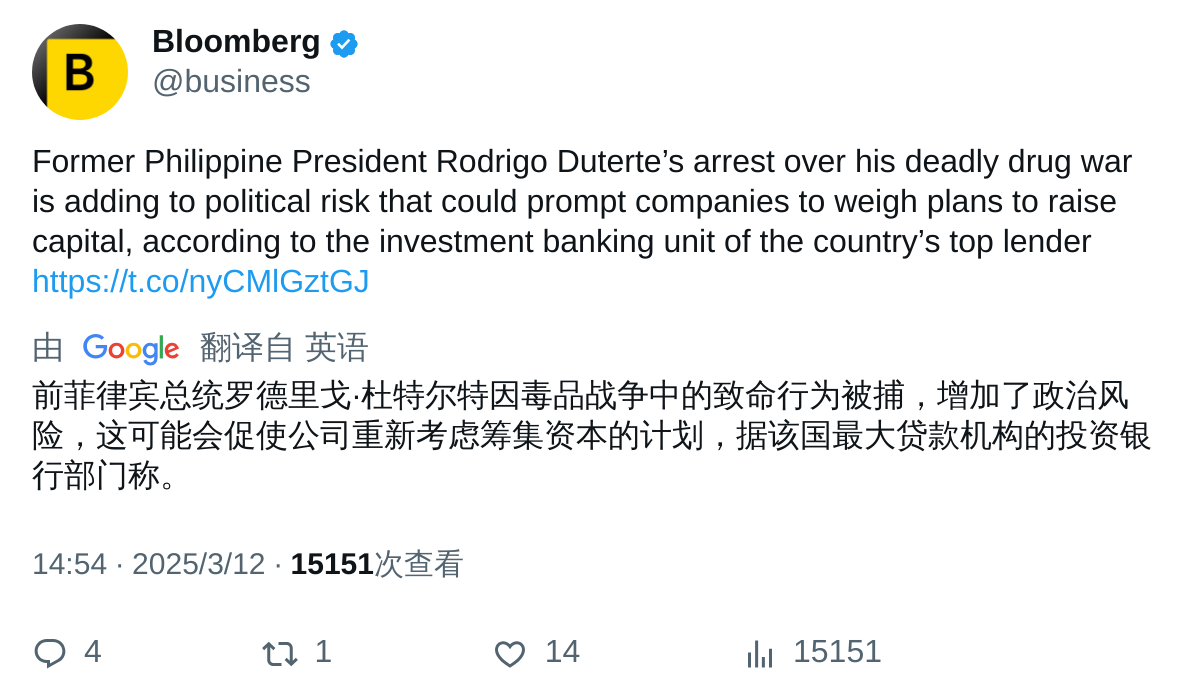 B
Bloomberg
@business
Former Philippine President Rodrigo Duterte’s arrest over his deadly drug war
is adding to political risk that could prompt companies to weigh plans to raise
capital, according to the investment banking unit of the country’s top lender
https://t.co/nyCMlGztGJ
由 Google 翻译自 英语
前菲律宾总统罗德里戈·杜特尔特因毒品战争中的致命行为被捕，增加了政治风
险，这可能会促使公司重新考虑筹集资本的计划，据该国最大贷款机构的投资银
行部门称。
14:54 · 2025/3/12 · 15151次查看
4 1 14 15151